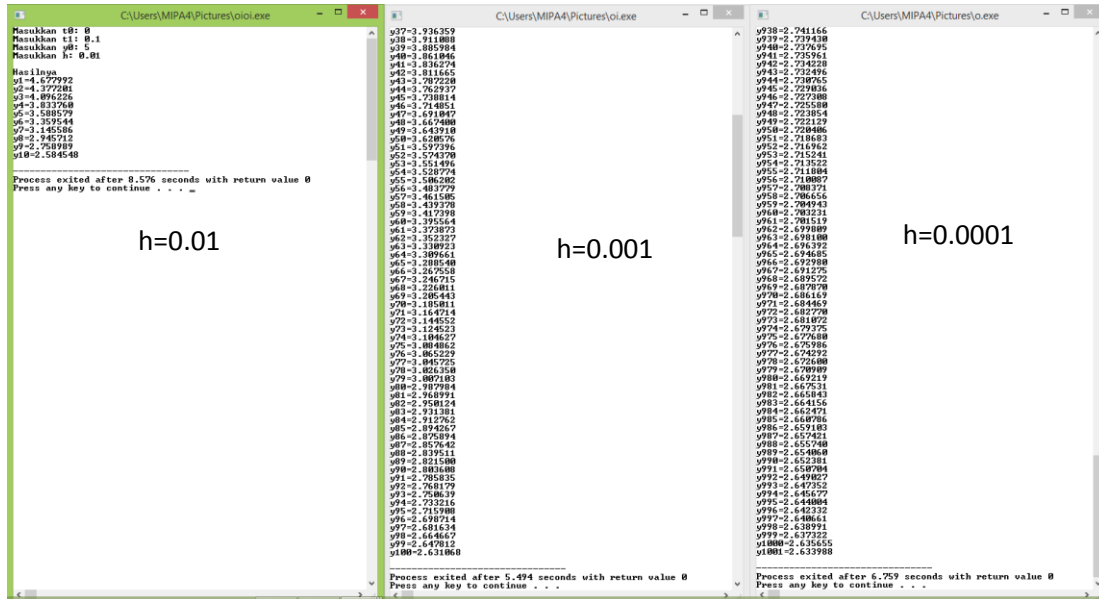 C:\Users\MIPA4\Pictures\oioi.exe
Masukkan t0: 0
Masukkan t1: 0.1
Masukkan y0: 5
Masukkan h: 0.01
Hasilnya
y1=4.677992
y2=4.377201
y3=4.096226
y4=3.833760
y5=3.588579
y6=3.359544
y7=3.145586
y8=2.945712
y9=2.758989
y10=2.584548
--------------------------------
Process exited after 8.576 seconds with return value 0
Press any key to continue . . . _
h=0.01
C:\Users\MIPA4\Pictures\oi.exe
y37=3.936359
y38=3.911088
y39=3.885984
y40=3.861046
y41=3.836274
y42=3.811665
y43=3.787220
y44=3.762937
y45=3.738814
y46=3.714851
y47=3.691047
y48=3.667400
y49=3.643910
y50=3.620576
y51=3.597396
y52=3.574370
y53=3.551496
y54=3.528774
y55=3.506202
y56=3.483779
y57=3.461505
y58=3.439378
y59=3.417398
y60=3.395564
y61=3.373873
y62=3.352327
y63=3.330923
y64=3.309661
y65=3.288540
y66=3.267558
y67=3.246715
y68=3.226011
y69=3.205443
y70=3.185011
y71=3.164714
y72=3.144552
y73=3.124523
y74=3.104627
y75=3.084862
y76=3.065229
y77=3.045725
y78=3.026350
y79=3.007103
y80=2.987984
y81=2.968991
y82=2.950124
y83=2.931381
y84=2.912762
y85=2.894267
y86=2.875894
y87=2.857642
y88=2.839511
y89=2.821500
y90=2.803608
y91=2.785835
y92=2.768179
y93=2.750639
y94=2.733216
y95=2.715908
y96=2.698714
y97=2.681634
y98=2.664667
y99=2.647812
y100=2.631068
--------------------------------
Process exited after 5.494 seconds with return value 0
Press any key to continue . . .
h=0.001
C:\Users\MIPA4\Pictures\o.exe
y938=2.741166
y939=2.739430
y940=2.737695
y941=2.735961
y942=2.734228
y943=2.732496
y944=2.730765
y945=2.729036
y946=2.727308
y947=2.725580
y948=2.723854
y949=2.722129
y950=2.720406
y951=2.718683
y952=2.716962
y953=2.715241
y954=2.713522
y955=2.711804
y956=2.710087
y957=2.708371
y958=2.706656
y959=2.704943
y960=2.703231
y961=2.701519
y962=2.699809
y963=2.698100
y964=2.696392
y965=2.694685
y966=2.692980
y967=2.691275
y968=2.689572
y969=2.687870
y970=2.686169
y971=2.684469
y972=2.682770
y973=2.681072
y974=2.679375
y975=2.677680
y976=2.675986
y977=2.674292
y978=2.672600
y979=2.670909
y980=2.669219
y981=2.667531
y982=2.665843
y983=2.664156
y984=2.662471
y985=2.660786
y986=2.659103
y987=2.657421
y988=2.655740
y989=2.654060
y990=2.652381
y991=2.650704
y992=2.649027
y993=2.647352
y994=2.645677
y995=2.644004
y996=2.642332
y997=2.640661
y998=2.638991
y999=2.637322
y1000=2.635655
y1001=2.633988
--------------------------------
Process exited after 6.759 seconds with return value 0
Press any key to continue . . .
h=0.0001